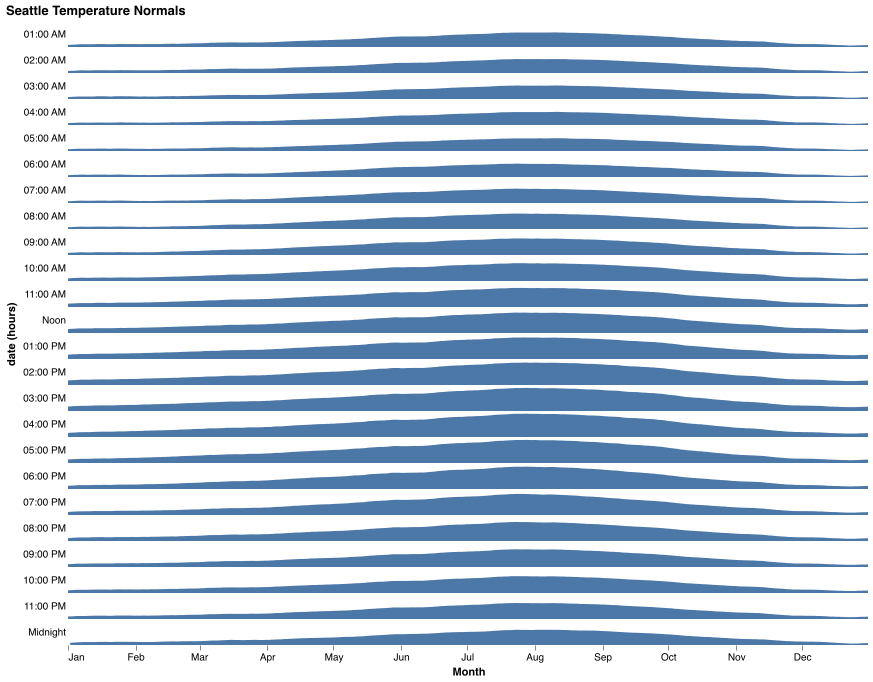 Seattle Temperature Normals
01:00 AM
02:00 AM
03:00 AM
04:00 AM
05:00 AM
06:00 AM
07:00 AM
08:00 AM
09:00 AM
10:00 AM
11:00 AM
Noon
01:00 PM
02:00 PM
03:00 PM
04:00 PM
05:00 PM
06:00 PM
07:00 PM
08:00 PM
09:00 PM
10:00 PM
11:00 PM
Midnight
date (hours)
Jan Feb Mar Apr May Jun Jul Aug Sep Oct Nov Dec
Month